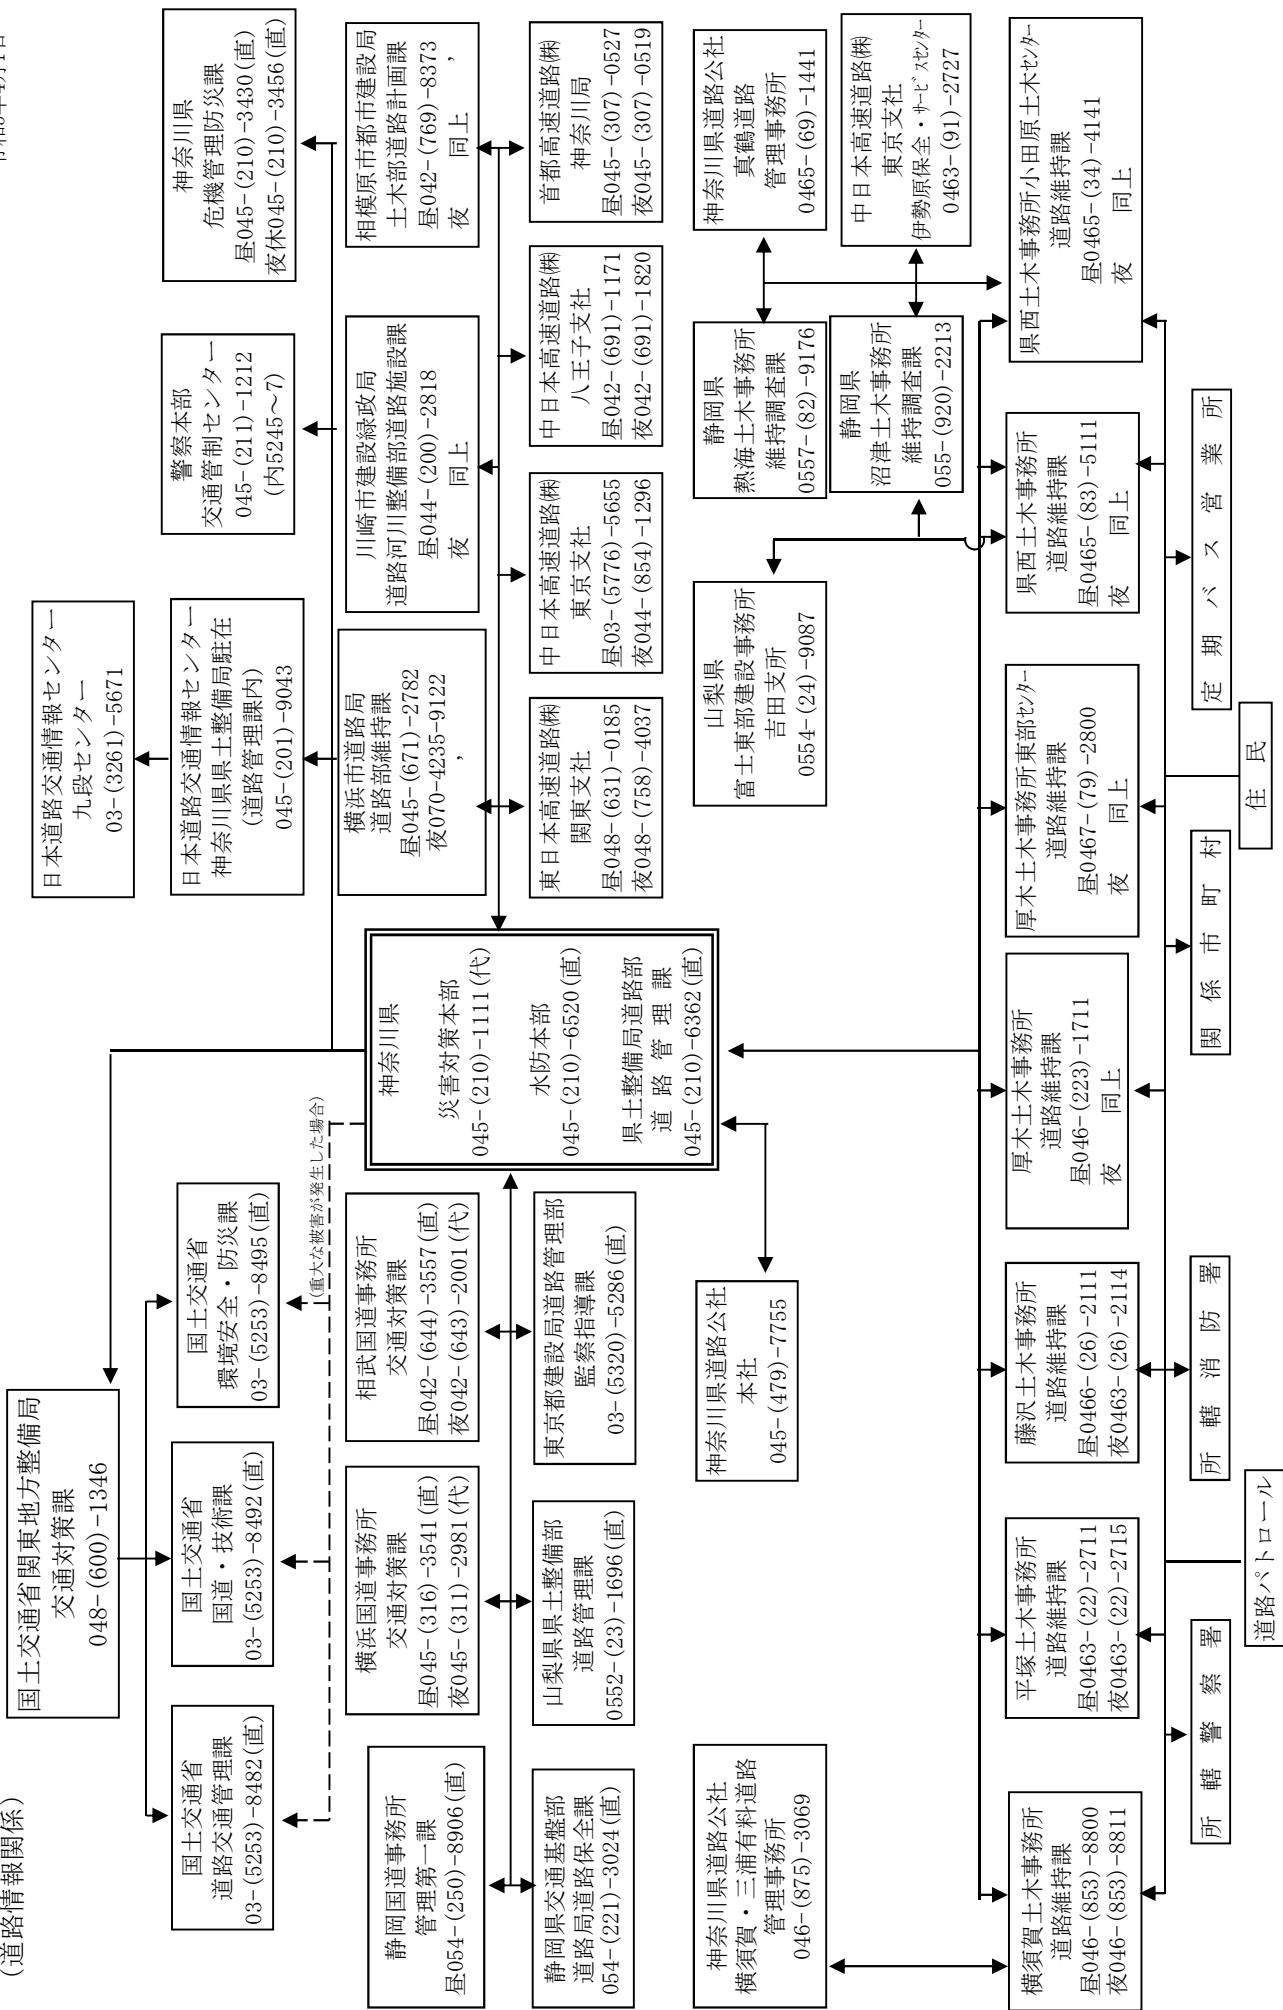 (道路情報関係)
国土交通省関東地方整備局
交通対策課
048-(600)-1346
国土交通省
道路交通管理課
03-(5253)-8482(直)
国土交通省
国道・技術課
03-(5253)-8492(直)
国土交通省
環境安全・防災課
03-(5253)-8495(直)
(重大な被害が発生した場合)
日本道路交通情報センター
九段センター
03-(3261)-5671
日本道路交通情報センター
神奈川県県土整備局駐在
(道路管理課内)
045-(201)-9043
警察本部
交通管制センター
045-(211)-1212
(内5245~7)
神奈川県
危機管理防災課
昼045-(210)-3430(直)
夜休045-(210)-3456(直)
静岡国道事務所
管理第一課
昼054-(250)-8906(直)
横浜国道事務所
交通対策課
昼045-(316)-3541(直)
夜045-(311)-2981(代)
相武国道事務所
交通対策課
昼042-(644)-3557(直)
夜042-(643)-2001(代)
神奈川県
災害対策本部
045-(210)-1111(代)
水防本部
045-(210)-6520(直)
県土整備局道路部
道路管理課
045-(210)-6362(直)
横浜市道路局
道路部維持課
昼045-(671)-2782
夜070-4235-9122
,
川崎市建設緑政局
道路河川整備部道路施設課
昼044-(200)-2818
夜 同上
相模原市都市建設局
土木部道路計画課
昼042-(769)-8373
夜 同上 ,
静岡県交通基盤部
道路局道路保全課
054-(221)-3024(直)
山梨県県土整備部
道路管理課
0552-(23)-1696(直)
東京都建設局道路管理部
監察指導課
03-(5320)-5286(直)
東日本高速道路㈱
関東支社
昼048-(631)-0185
夜048-(758)-4037
中日本高速道路㈱
東京支社
昼03-(5776)-5655
夜044-(854)-1296
中日本高速道路㈱
八王子支社
昼042-(691)-1171
夜042-(691)-1820
首都高速道路㈱
神奈川局
昼045-(307)-0527
夜045-(307)-0519
神奈川県道路公社
横須賀・三浦有料道路
管理事務所
046-(875)-3069
神奈川県道路公社
本社
045-(479)-7755
山梨県
富士東部建設事務所
吉田支所
0554-(24)-9087
静岡県
熱海土木事務所
維持調査課
0557-(82)-9176
神奈川県道路公社
真鶴道路
管理事務所
0465-(69)-1441
静岡県
沼津土木事務所
維持調査課
055-(920)-2213
中日本高速道路㈱
東京支社
伊勢原保全・サービスセンター
0463-(91)-2727
横須賀土木事務所
道路維持課
昼046-(853)-8800
夜046-(853)-8811
平塚土木事務所
道路維持課
昼0463-(22)-2711
夜0463-(22)-2715
藤沢土木事務所
道路維持課
昼0466-(26)-2111
夜0463-(26)-2114
厚木土木事務所
道路維持課
昼046-(223)-1711
夜 同上
厚木土木事務所東部センター
道路維持課
昼0467-(79)-2800
夜 同上
県西土木事務所
道路維持課
昼0465-(83)-5111
夜 同上
県西土木事務所小田原土木センター
道路維持課
昼0465-(34)-4141
夜 同上
所轄警察署
所轄消防署
関係市町村
定期バス営業所
道路パトロール
住民